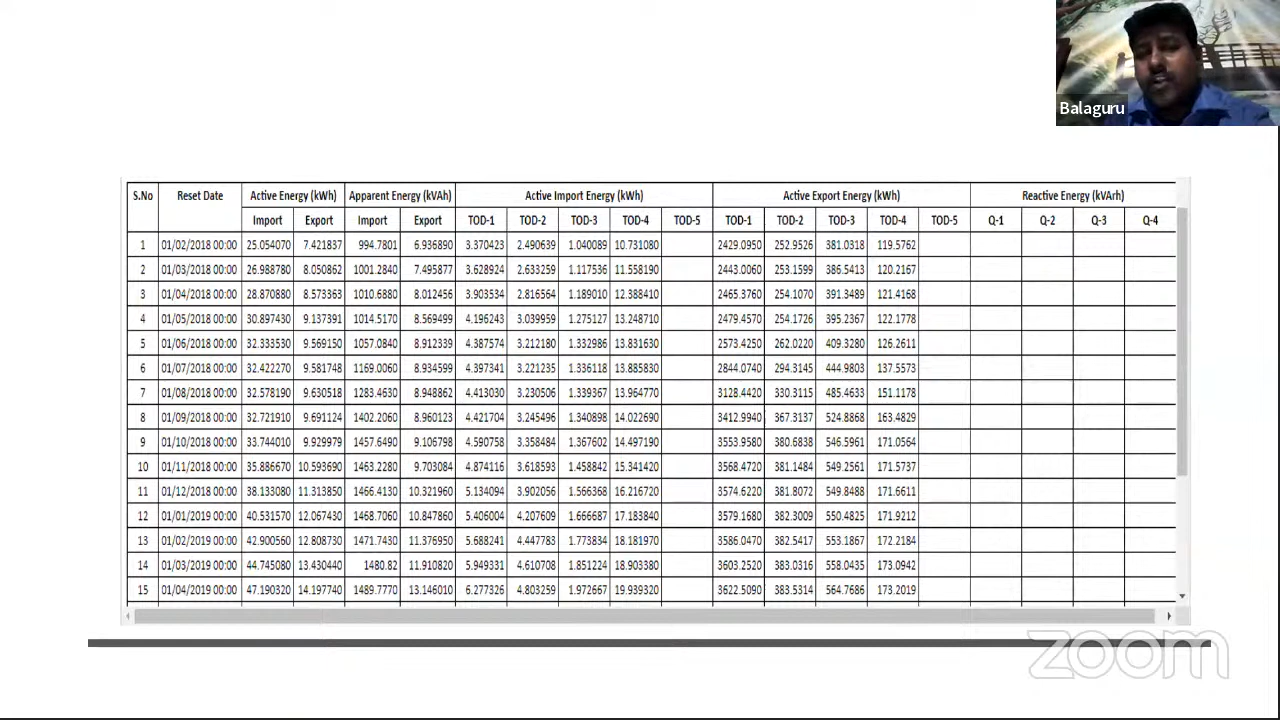 Balaguru
S.No Reset Date Active Energy (kWh) Apparent Energy (kVAh) Active Import Energy (kWh) Active Export Energy (kWh) Reactive Energy (kVArh)
Import Export Import Export TOD-1 TOD-2 TOD-3 TOD-4 TOD-5 TOD-1 TOD-2 TOD-3 TOD-4 TOD-5 Q-1 Q-2 Q-3 Q-4
1 01/02/2018 00:00 25.054070 7.421837 994.7801 6.936890 3.370423 2.490639 1.040089 10.731080 2429.0950 252.9526 381.0318 119.5762
2 01/03/2018 00:00 26.988780 8.050862 1001.2840 7.495877 3.628924 2.633259 1.117536 11.558190 2443.0060 253.1599 386.5413 120.2167
3 01/04/2018 00:00 28.870880 8.573363 1010.6880 8.012456 3.903534 2.816564 1.189010 12.388410 2465.3760 254.1070 391.3489 121.4168
4 01/05/2018 00:00 30.897430 9.137391 1014.5170 8.569499 4.196243 3.039959 1.275127 13.248710 2479.4570 254.1726 395.2367 122.1778
5 01/06/2018 00:00 32.333530 9.569150 1057.0840 8.912339 4.387574 3.212180 1.332986 13.831630 2573.4250 262.0220 409.3280 126.2611
6 01/07/2018 00:00 32.422270 9.581748 1169.0060 8.934599 4.397341 3.221235 1.336118 13.885830 2844.0740 294.3145 444.9803 137.5573
7 01/08/2018 00:00 32.578190 9.630518 1283.4630 8.948862 4.413030 3.230506 1.339367 13.964770 3128.4420 330.3115 485.4633 151.1178
8 01/09/2018 00:00 32.721910 9.691124 1402.2060 8.960123 4.421704 3.245496 1.340898 14.022690 3412.9940 367.3137 524.8868 163.4829
9 01/10/2018 00:00 33.744010 9.929979 1457.6490 9.106798 4.590758 3.358484 1.367602 14.497190 3553.9580 380.6838 546.5961 171.0564
10 01/11/2018 00:00 35.886670 10.593690 1463.2280 9.703084 4.874116 3.618593 1.458842 15.341420 3568.4720 381.1484 549.2561 171.5737
11 01/12/2018 00:00 38.133080 11.313850 1466.4130 10.321960 5.134094 3.902056 1.566368 16.216720 3574.6220 381.8072 549.8488 171.6611
12 01/01/2019 00:00 40.531570 12.067430 1468.7060 10.847860 5.406004 4.207609 1.666687 17.183840 3579.1680 382.3009 550.4825 171.9212
13 01/02/2019 00:00 42.900560 12.808730 1471.7430 11.376950 5.688241 4.447783 1.773834 18.181970 3586.0470 382.5417 553.1867 172.2184
14 01/03/2019 00:00 44.745080 13.430440 1480.82 11.910820 5.949331 4.610708 1.851224 18.903380 3603.2520 383.0316 558.0435 173.0942
15 01/04/2019 00:00 47.190320 14.197740 1489.7770 13.146010 6.277326 4.803259 1.972667 19.939320 3622.5090 383.5314 564.7686 173.2019
zoom